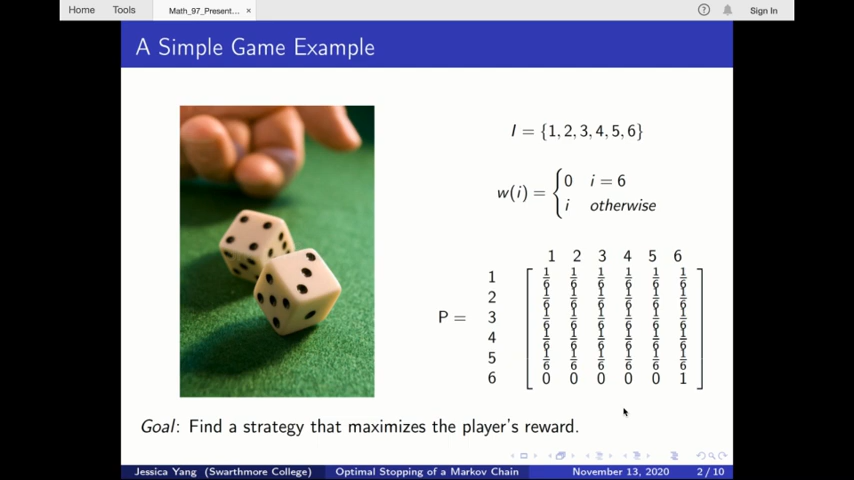 Home Tools Math_97_Present... × Sign In
A Simple Game Example
I = {1, 2, 3, 4, 5, 6}
w(i) = { 0 i = 6
i otherwise
1 2 3 4 5 6
1 1/6 1/6 1/6 1/6 1/6 1/6
2 1/6 1/6 1/6 1/6 1/6 1/6
P = 3 1/6 1/6 1/6 1/6 1/6 1/6
4 1/6 1/6 1/6 1/6 1/6 1/6
5 1/6 1/6 1/6 1/6 1/6 1/6
6 0 0 0 0 0 1
Goal: Find a strategy that maximizes the player's reward.
Jessica Yang (Swarthmore College) Optimal Stopping of a Markov Chain November 13, 2020 2 / 10